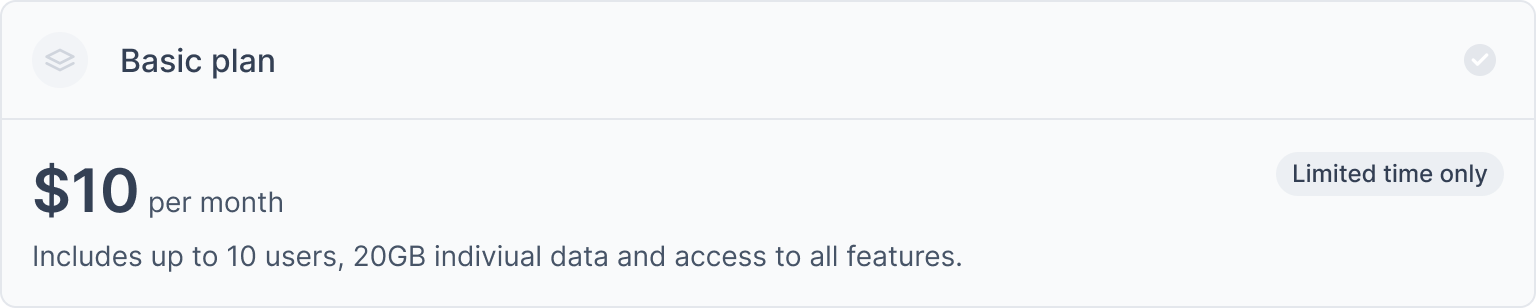 Basic plan
$10 per month
Limited time only
Includes up to 10 users, 20GB indiviual data and access to all features.